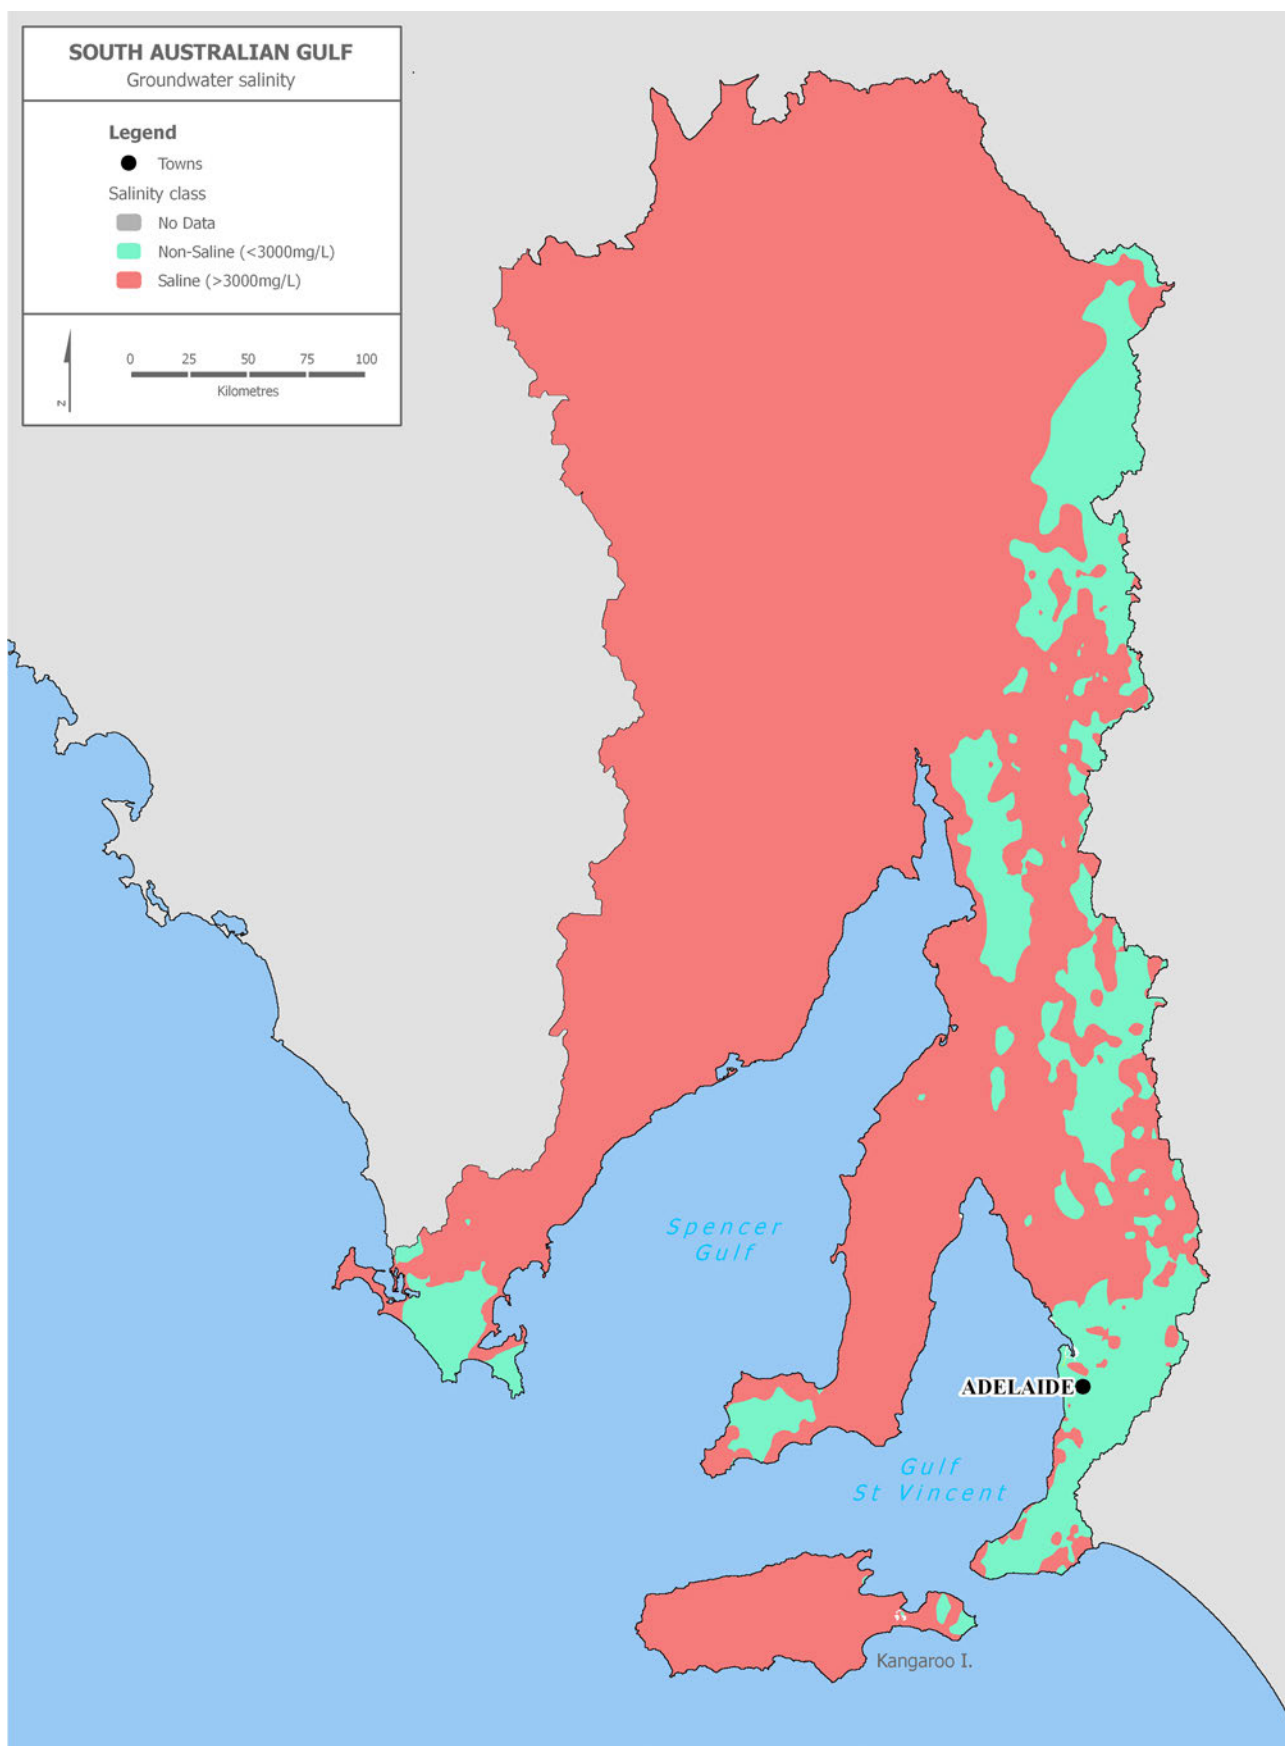 SOUTH AUSTRALIAN GULF
Groundwater salinity
Legend
Towns
Salinity class
No Data
Non-Saline (<3000mg/L)
Saline (>3000mg/L)
0 25 50 75 100
Kilometres
N
Spencer
Gulf
ADELAIDE
Gulf
St Vincent
Kangaroo I.